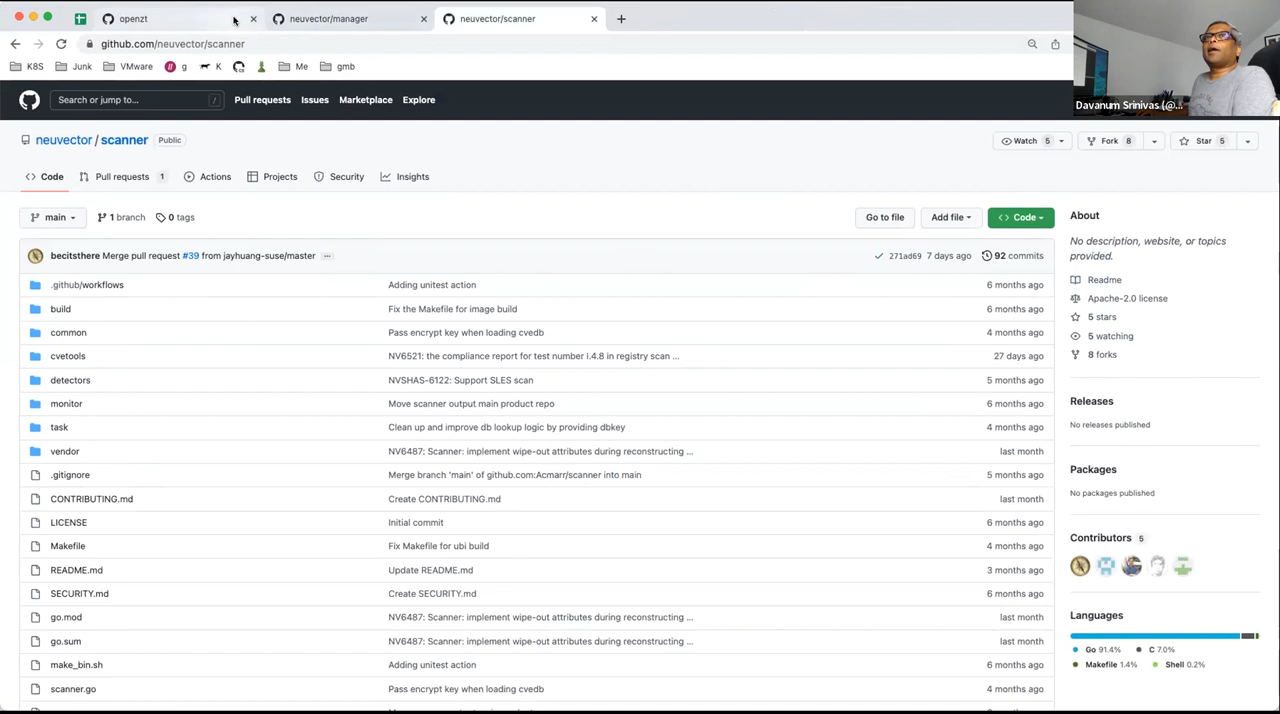 openzt
neuvector/manager
neuvector/scanner
github.com/neuvector/scanner
K8S Junk VMware g K Me gmb
Davanum Srinivas (@...
Search or jump to... /
Pull requests Issues Marketplace Explore
neuvector / scanner Public
Watch 5 Fork 8 Star 5
Code Pull requests 1 Actions Projects Security Insights
main 1 branch 0 tags Go to file Add file Code
becitsthere Merge pull request #39 from jayhuang-suse/master ... 271ad69 7 days ago 92 commits
.github/workflows Adding unitest action 6 months ago
build Fix the Makefile for image build 6 months ago
common Pass encrypt key when loading cvedb 4 months ago
cvetools NV6521: the compliance report for test number I.4.8 in registry scan ... 27 days ago
detectors NVSHAS-6122: Support SLES scan 5 months ago
monitor Move scanner output main product repo 6 months ago
task Clean up and improve db lookup logic by providing dbkey 4 months ago
vendor NV6487: Scanner: implement wipe-out attributes during reconstructing ... last month
.gitignore Merge branch 'main' of github.com:Acmarr/scanner into main 5 months ago
CONTRIBUTING.md Create CONTRIBUTING.md last month
LICENSE Initial commit 6 months ago
Makefile Fix Makefile for ubi build 4 months ago
README.md Update README.md 3 months ago
SECURITY.md Create SECURITY.md 6 months ago
go.mod NV6487: Scanner: implement wipe-out attributes during reconstructing ... last month
go.sum NV6487: Scanner: implement wipe-out attributes during reconstructing ... last month
make_bin.sh Adding unitest action 6 months ago
scanner.go Pass encrypt key when loading cvedb 4 months ago
About
No description, website, or topics
provided.
Readme
Apache-2.0 license
5 stars
5 watching
8 forks
Releases
No releases published
Packages
No packages published
Contributors 5
Languages
Go 91.4% C 7.0%
Makefile 1.4% Shell 0.2%